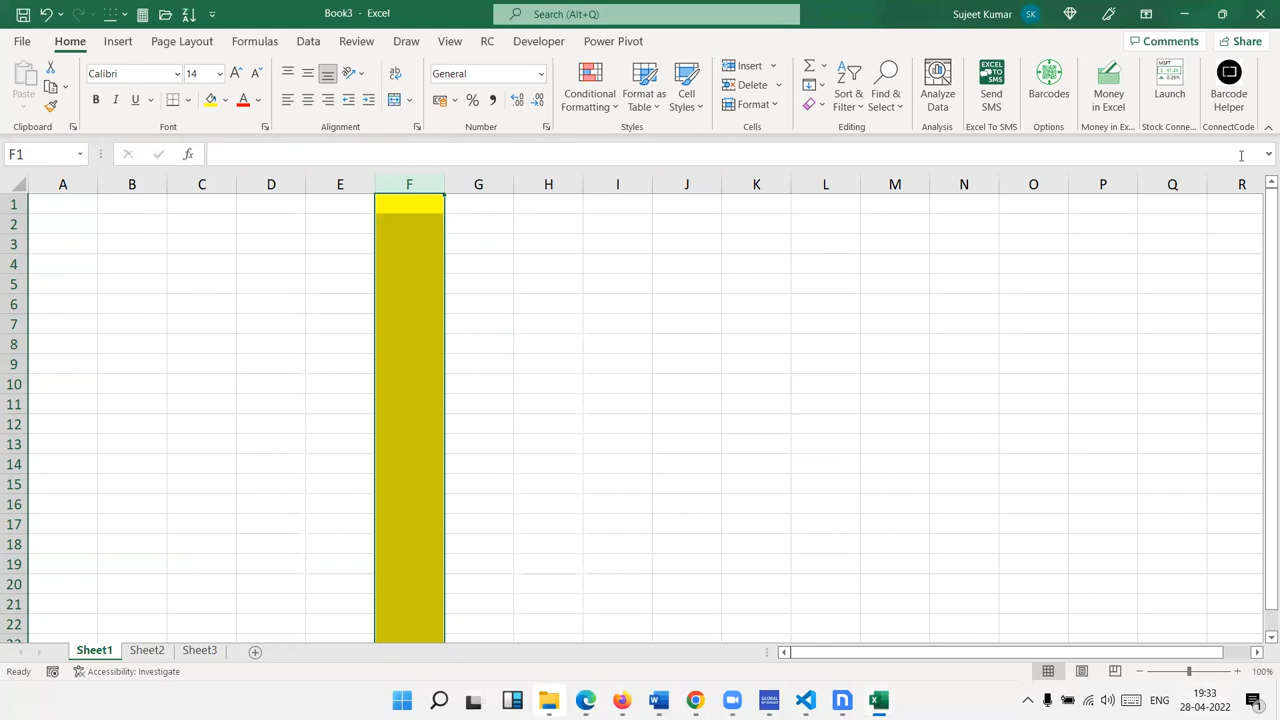 Book3 - Excel
Search (Alt+Q)
Sujeet Kumar
SK
File Home Insert Page Layout Formulas Data Review View Draw RC Developer Power Pivot
Comments
Share
Paste
Calibri
14
B I U
General
Conditional Formatting
Format as Table
Cell Styles
Insert
Delete
Format
Sort & Filter
Find & Select
Analyze Data
EXCEL TO SMS
Send SMS
Barcodes
Money in Excel
MSFT
Launch
Barcode Helper
Clipboard
Font
Alignment
Number
Styles
Cells
Editing
Analysis
Excel To SMS
Options
Money in Ex...
Stock Conne...
ConnectCode
F1
fx
A B C D E F G H I J K L M N O P Q R
1
2
3
4
5
6
7
8
9
10
11
12
13
14
15
16
17
18
19
20
21
22
Sheet1 Sheet2 Sheet3
Ready
Accessibility: Investigate
100%
ENG
19:33
28-04-2022